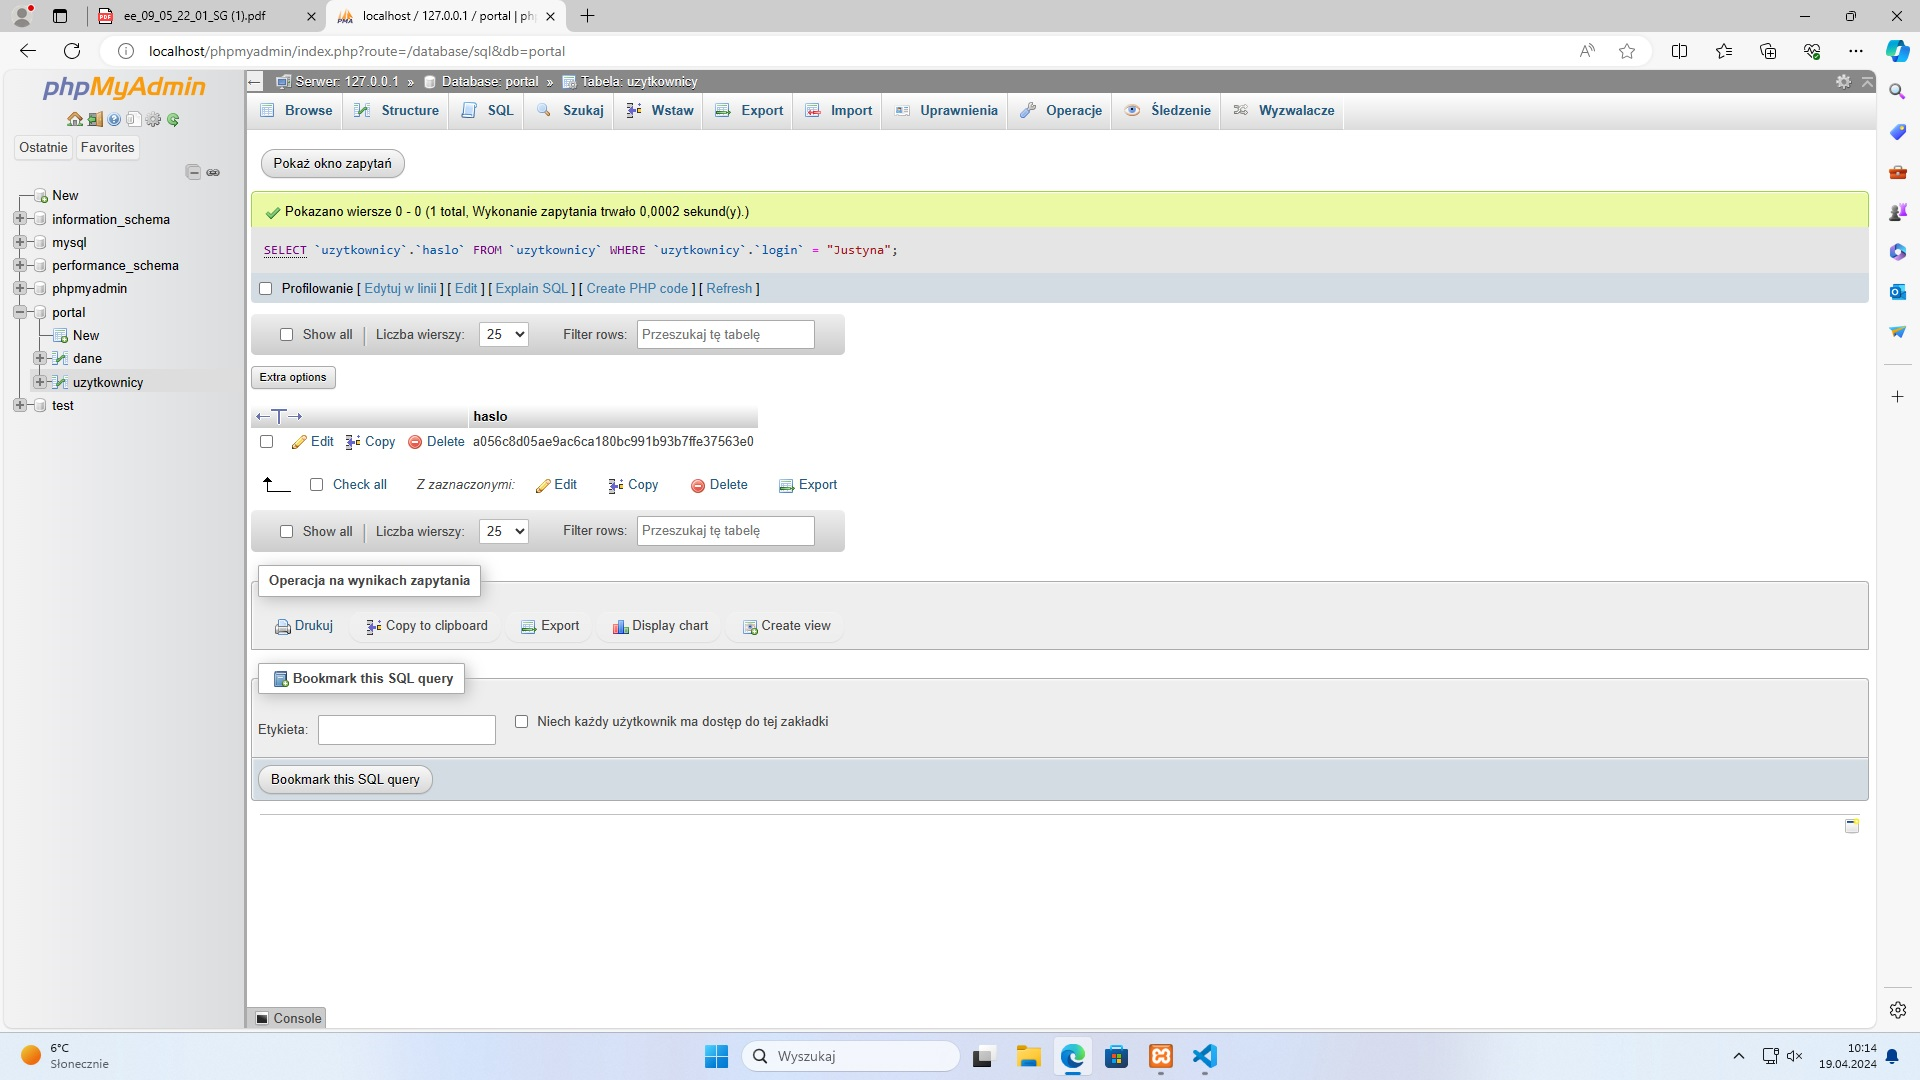 ee_09_05_22_01_SG (1).pdf
localhost / 127.0.0.1 / portal | ph
localhost/phpmyadmin/index.php?route=/database/sql&db=portal
phpMyAdmin
Ostatnie Favorites
New
information_schema
mysql
performance_schema
phpmyadmin
portal
New
dane
uzytkownicy
test
Serwer: 127.0.0.1 » Database: portal » Tabela: uzytkownicy
Browse Structure SQL Szukaj Wstaw Export Import Uprawnienia Operacje Śledzenie Wyzwalacze
Pokaż okno zapytań
Pokazano wiersze 0 - 0 (1 total, Wykonanie zapytania trwało 0,0002 sekund(y).)
SELECT `uzytkownicy`.`haslo` FROM `uzytkownicy` WHERE `uzytkownicy`.`login` = "Justyna";
Profilowanie [ Edytuj w linii ] [ Edit ] [ Explain SQL ] [ Create PHP code ] [ Refresh ]
Show all Liczba wierszy: 25 Filter rows: Przeszukaj tę tabelę
Extra options
←T→ haslo
Edit Copy Delete a056c8d05ae9ac6ca180bc991b93b7ffe37563e0
Check all Z zaznaczonymi: Edit Copy Delete Export
Show all Liczba wierszy: 25 Filter rows: Przeszukaj tę tabelę
Operacja na wynikach zapytania
Drukuj Copy to clipboard Export Display chart Create view
Bookmark this SQL query
Etykieta: Niech każdy użytkownik ma dostęp do tej zakładki
Bookmark this SQL query
Console
6°C
Słonecznie
Wyszukaj
10:14
19.04.2024